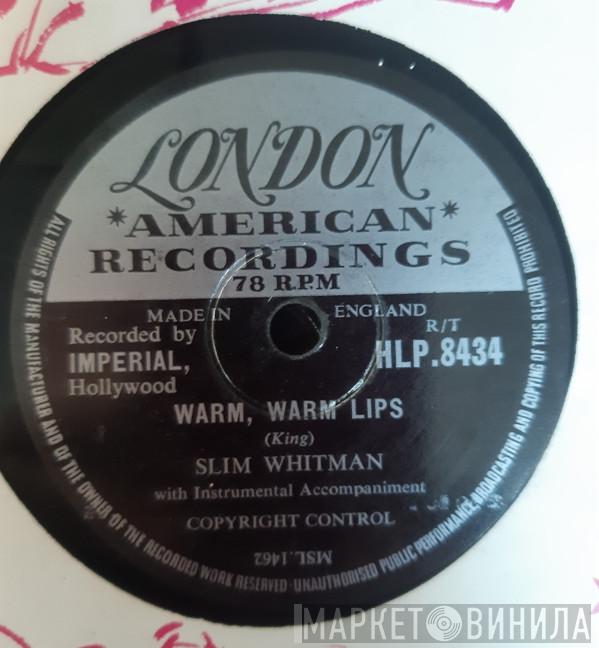 LONDON
*AMERICAN*
RECORDINGS
78 RPM
MADE IN ENGLAND
Recorded by
IMPERIAL,
Hollywood
R/T
HLP.8434
WARM, WARM LIPS
(King)
SLIM WHITMAN
with Instrumental Accompaniment
COPYRIGHT CONTROL
MSL.1462
ALL RIGHTS OF THE MANUFACTURER AND OF THE OWNER OF THE RECORDED WORK RESERVED·UNAUTHORISED PUBLIC PERFORMANCE BROADCASTING AND COPYING OF THIS RECORD PROHIBITED
МАРКЕТ ВИНИЛА